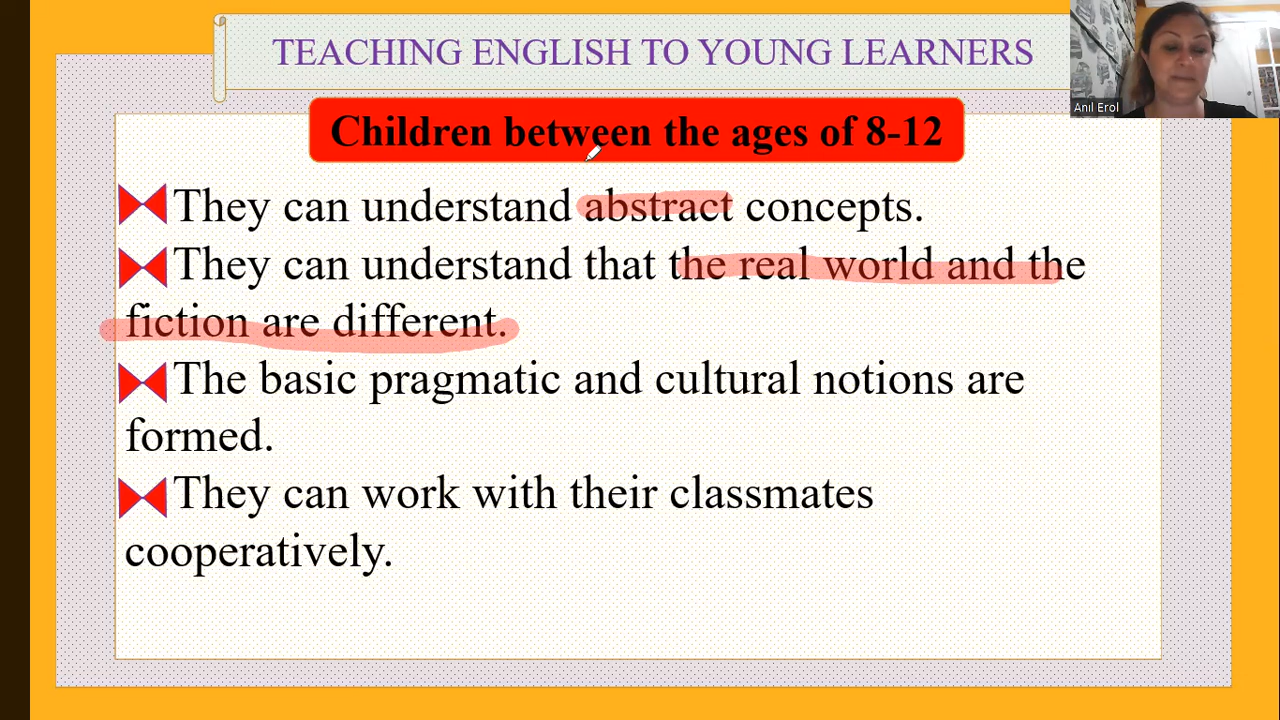 TEACHING ENGLISH TO YOUNG LEARNERS
Anıl Erol
Children between the ages of 8-12
They can understand abstract concepts.
They can understand that the real world and the
fiction are different.
The basic pragmatic and cultural notions are
formed.
They can work with their classmates
cooperatively.